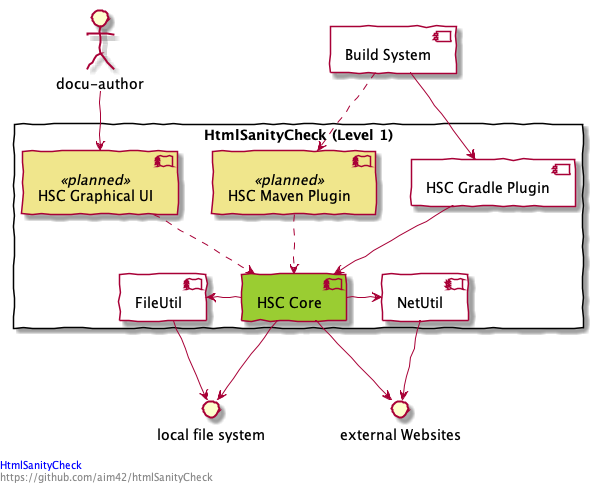 docu-author
Build System
HtmlSanityCheck (Level 1)
«planned»
HSC Graphical UI
«planned»
HSC Maven Plugin
HSC Gradle Plugin
FileUtil
HSC Core
NetUtil
local file system
external Websites
HtmlSanityCheck
https://github.com/aim42/htmlSanityCheck